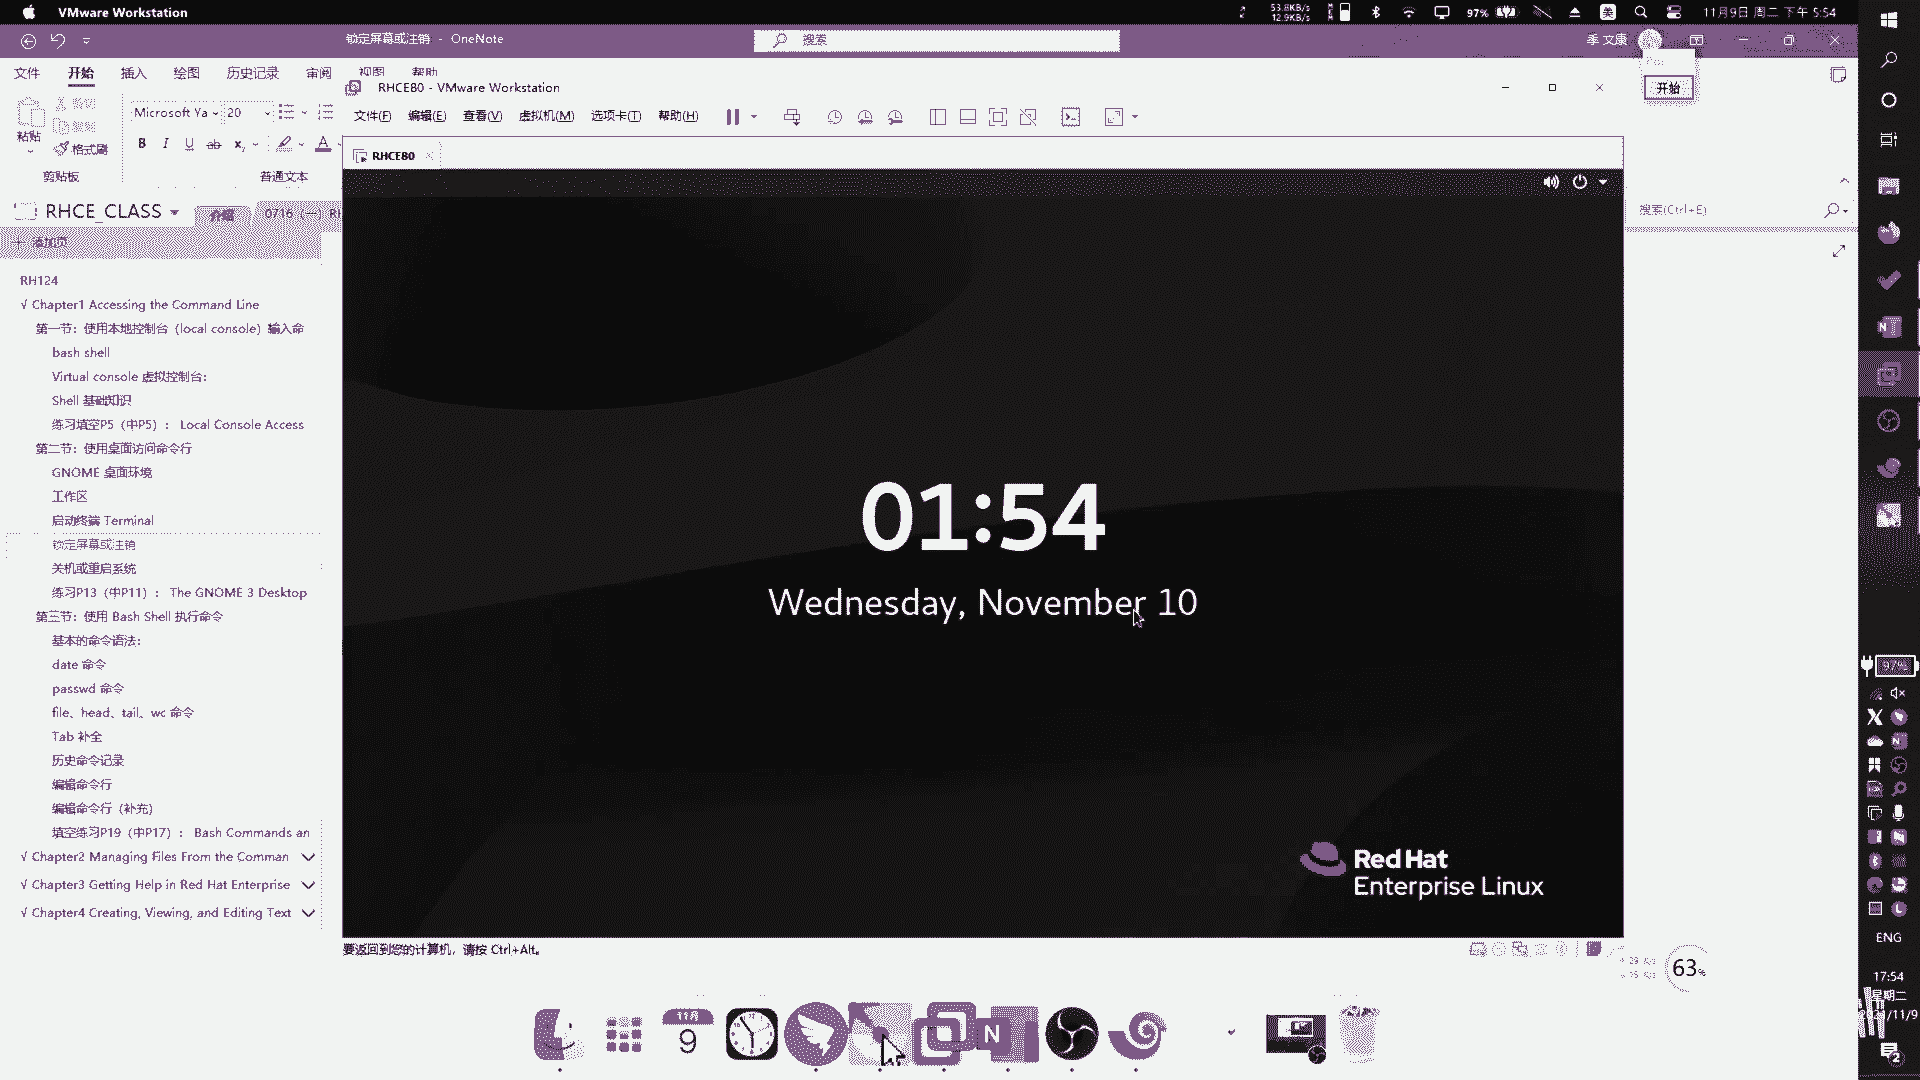 VMware Workstation
53.8KB/s
12.9KB/s
97%
美
11月9日 周二 下午 5:54
锁定屏幕或注销 - OneNote
搜索
季 文康
文件 开始 插入 绘图 历史记录 审阅 视图 帮助
RHCE80 - VMware Workstation
开始
粘贴
剪切
复制
格式刷
剪贴板
Microsoft Ya 20
B I U ab x A
普通文本
文件(F) 编辑(E) 查看(V) 虚拟机(M) 选项卡(T) 帮助(H)
RHCE80
RHCE_CLASS
介绍
0716（一）RH
搜索(Ctrl+E)
添加页
RH124
√ Chapter1 Accessing the Command Line
第一节：使用本地控制台（local console）输入命
bash shell
Virtual console 虚拟控制台:
Shell 基础知识
练习填空P5（中P5）： Local Console Access
第二节：使用桌面访问命令行
GNOME 桌面环境
工作区
启动终端 Terminal
锁定屏幕或注销
关机或重启系统
练习P13（中P11）： The GNOME 3 Desktop
第三节：使用 Bash Shell 执行命令
基本的命令语法:
date 命令
passwd 命令
file、head、tail、wc 命令
Tab 补全
历史命令记录
编辑命令行
编辑命令行（补充）
填空练习P19（中P17）： Bash Commands an
√ Chapter2 Managing Files From the Comman
√ Chapter3 Getting Help in Red Hat Enterprise
√ Chapter4 Creating, Viewing, and Editing Text
01:54
Wednesday, November 10
Red Hat
Enterprise Linux
要返回到您的计算机，请按 Ctrl+Alt。
63%
11月
9
97%
ENG
17:54
星期二
2021/11/9
2